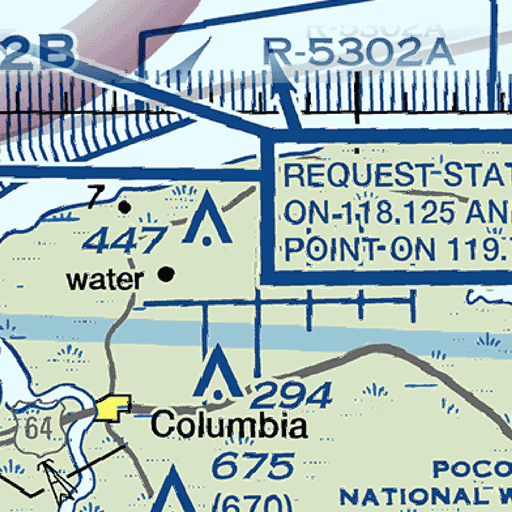 2B
R-5302A
REQUEST STAT
ON 118.125 AN
POINT ON 119.
7
447
water
294
64
Columbia
675
(670)
POCO
NATIONAL W